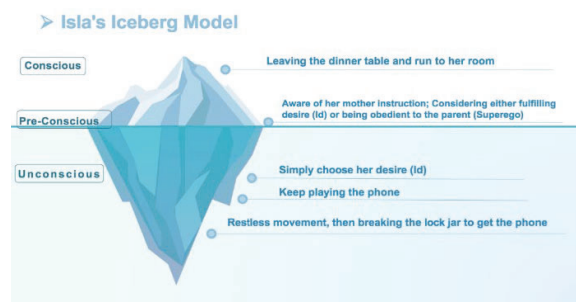 ➢ Isla's Iceberg Model
Conscious
Leaving the dinner table and run to her room
Pre-Conscious
Aware of her mother instruction; Considering either fulfilling
desire (Id) or being obedient to the parent (Superego)
Unconscious
Simply choose her desire (Id)
Keep playing the phone
Restless movement, then breaking the lock jar to get the phone